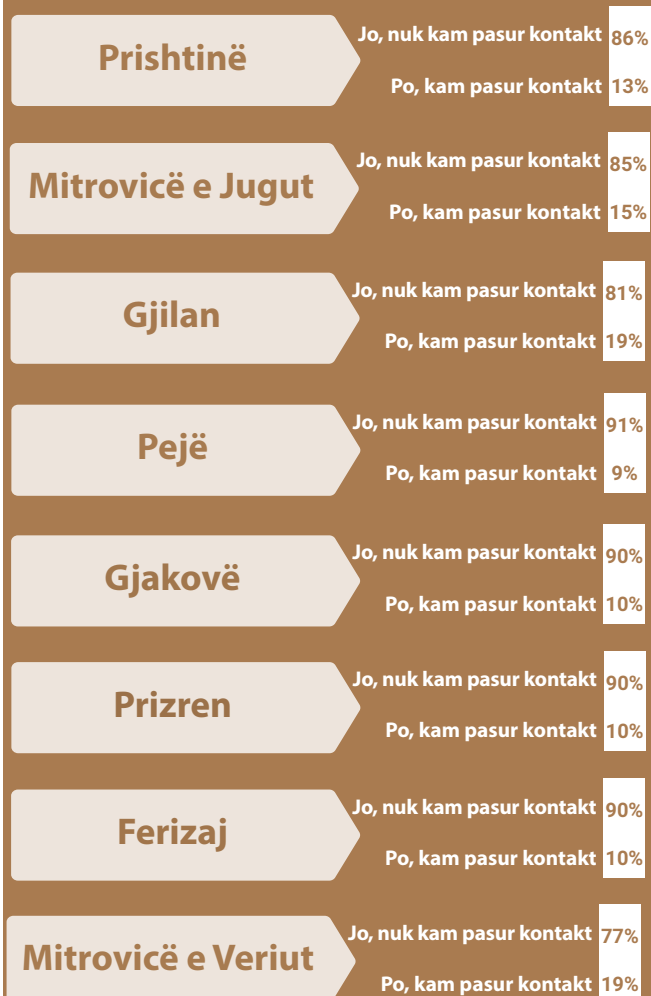 Prishtinë
Jo, nuk kam pasur kontakt 86%
Po, kam pasur kontakt 13%
Mitrovicë e Jugut
Jo, nuk kam pasur kontakt 85%
Po, kam pasur kontakt 15%
Gjilan
Jo, nuk kam pasur kontakt 81%
Po, kam pasur kontakt 19%
Pejë
Jo, nuk kam pasur kontakt 91%
Po, kam pasur kontakt 9%
Gjakovë
Jo, nuk kam pasur kontakt 90%
Po, kam pasur kontakt 10%
Prizren
Jo, nuk kam pasur kontakt 90%
Po, kam pasur kontakt 10%
Ferizaj
Jo, nuk kam pasur kontakt 90%
Po, kam pasur kontakt 10%
Mitrovicë e Veriut
Jo, nuk kam pasur kontakt 77%
Po, kam pasur kontakt 19%